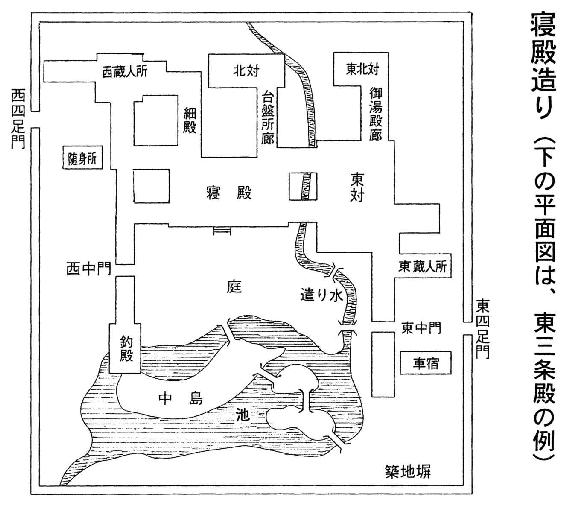 寝殿造り（下の平面図は、東三条殿の例）
西蔵人所
北対
東北対
西四足門
細殿
台盤所廊
御湯殿廊
随身所
寝殿
東対
西中門
庭
遣り水
東蔵人所
東中門
東四足門
釣殿
車宿
中島
池
築地塀